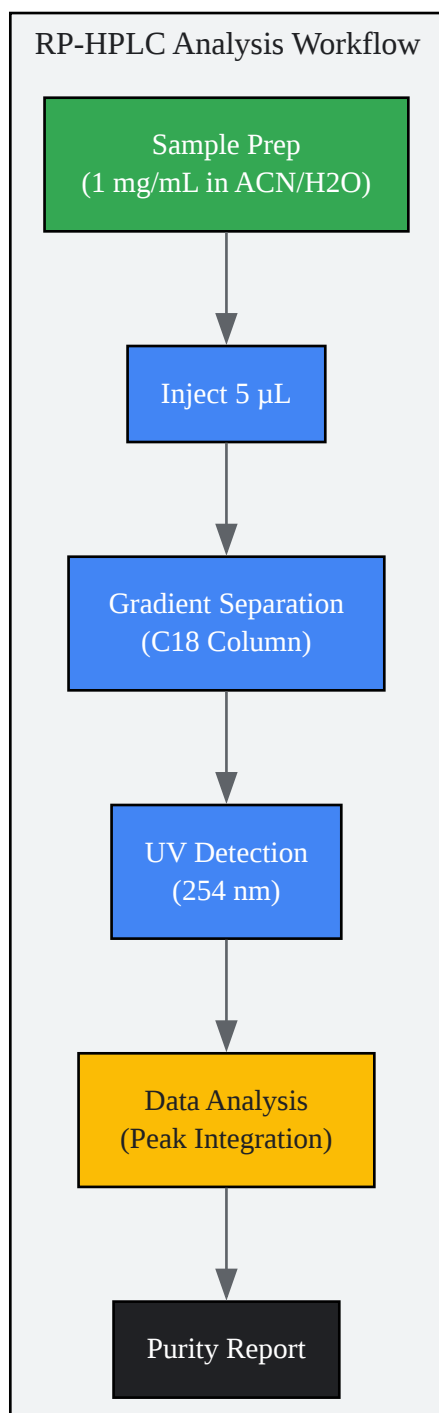 RP-HPLC Analysis Workflow
Sample Prep
(1 mg/mL in ACN/H2O)
Inject 5 µL
Gradient Separation
(C18 Column)
UV Detection
(254 nm)
Data Analysis
(Peak Integration)
Purity Report